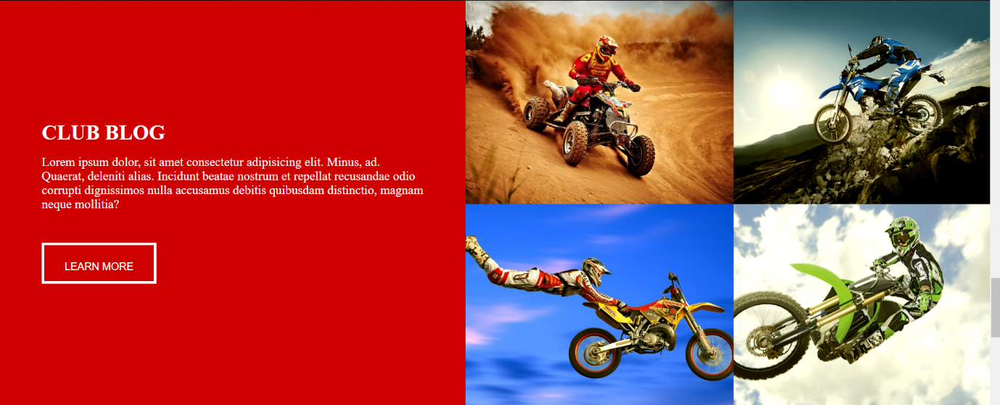 CLUB BLOG
Lorem ipsum dolor, sit amet consectetur adipisicing elit. Minus, ad.
Quaerat, deleniti alias. Incidunt beatae nostrum et repellat recusandae odio
corrupti dignissimos nulla accusamus debitis quibusdam distinctio, magnam
neque mollitia?
LEARN MORE